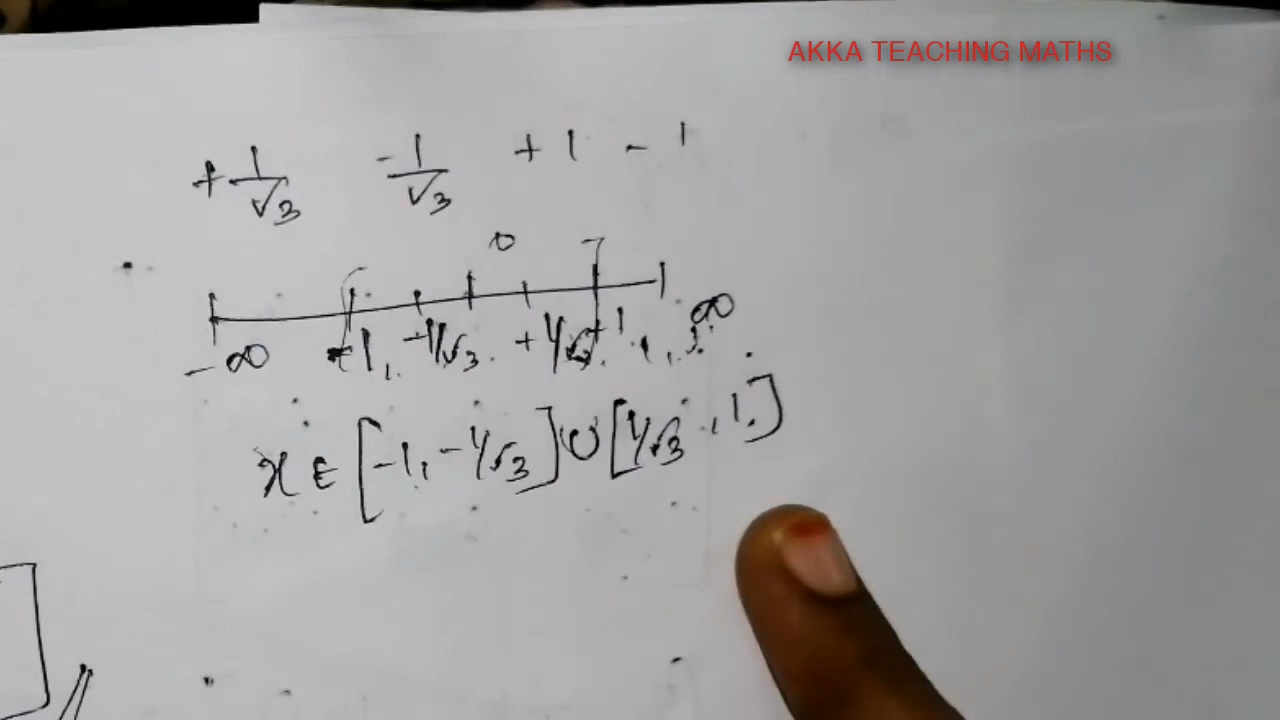 AKKA TEACHING MATHS
+ 1/√3 - 1/√3 + 1 - 1
0
- ∞ -1, -1/√3 . + 1/√3 +1 ∞
x ∈ [-1, -1/√3] ∪ [1/√3, 1]